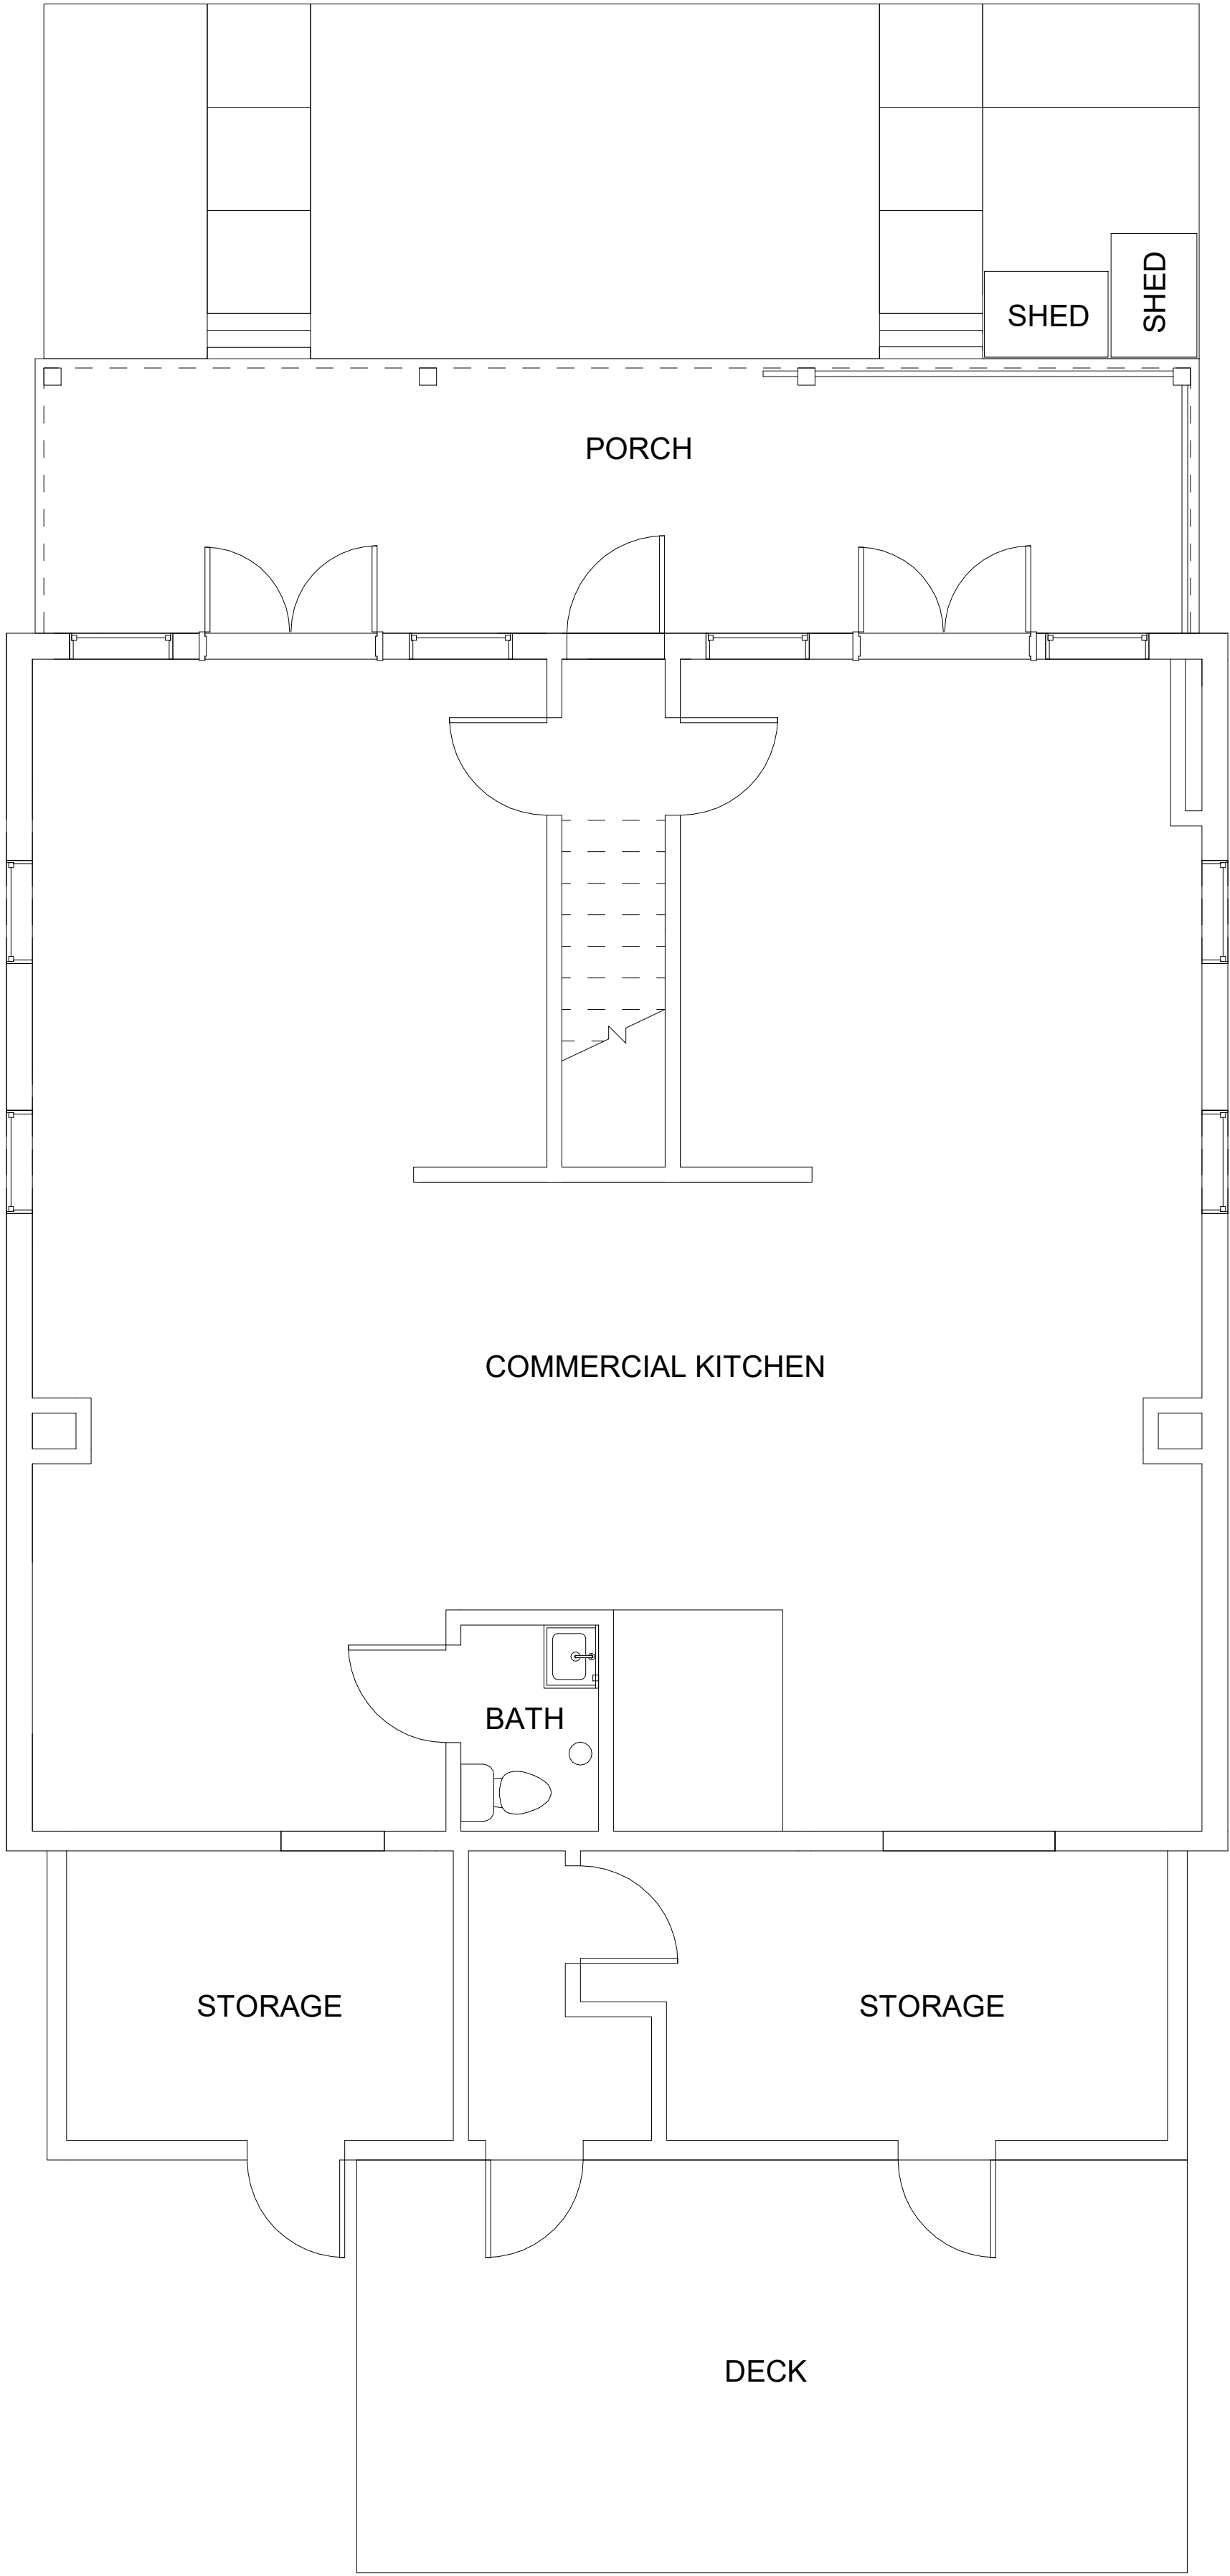 SHED
SHED
PORCH
COMMERCIAL KITCHEN
BATH
STORAGE
STORAGE
DECK